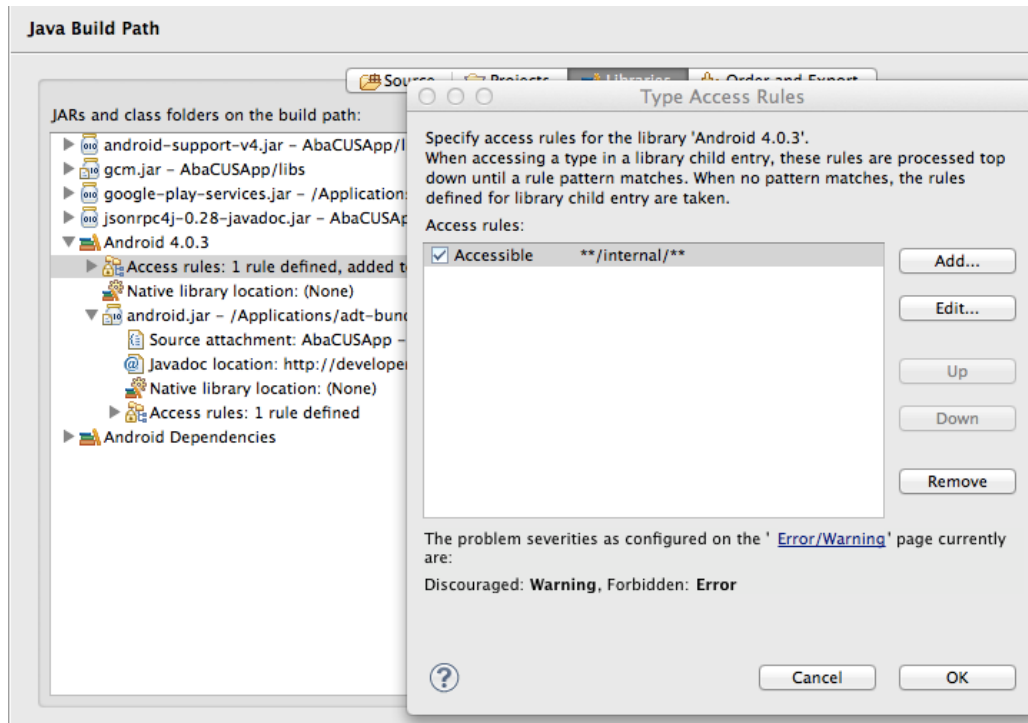 Java Build Path
Source Projects Libraries Order and Export
JARs and class folders on the build path:
android-support-v4.jar – AbaCUSApp/l
gcm.jar – AbaCUSApp/libs
google-play-services.jar – /Application
jsonrpc4j-0.28-javadoc.jar – AbaCUSAp
Android 4.0.3
Access rules: 1 rule defined, added t
Native library location: (None)
android.jar – /Applications/adt-bun
Source attachment: AbaCUSApp –
Javadoc location: http://develope
Native library location: (None)
Access rules: 1 rule defined
Android Dependencies
Type Access Rules
Specify access rules for the library 'Android 4.0.3'.
When accessing a type in a library child entry, these rules are processed top
down until a rule pattern matches. When no pattern matches, the rules
defined for library child entry are taken.
Access rules:
Accessible **/internal/**
Add...
Edit...
Up
Down
Remove
The problem severities as configured on the ' Error/Warning' page currently
are:
Discouraged: Warning, Forbidden: Error
?
Cancel OK